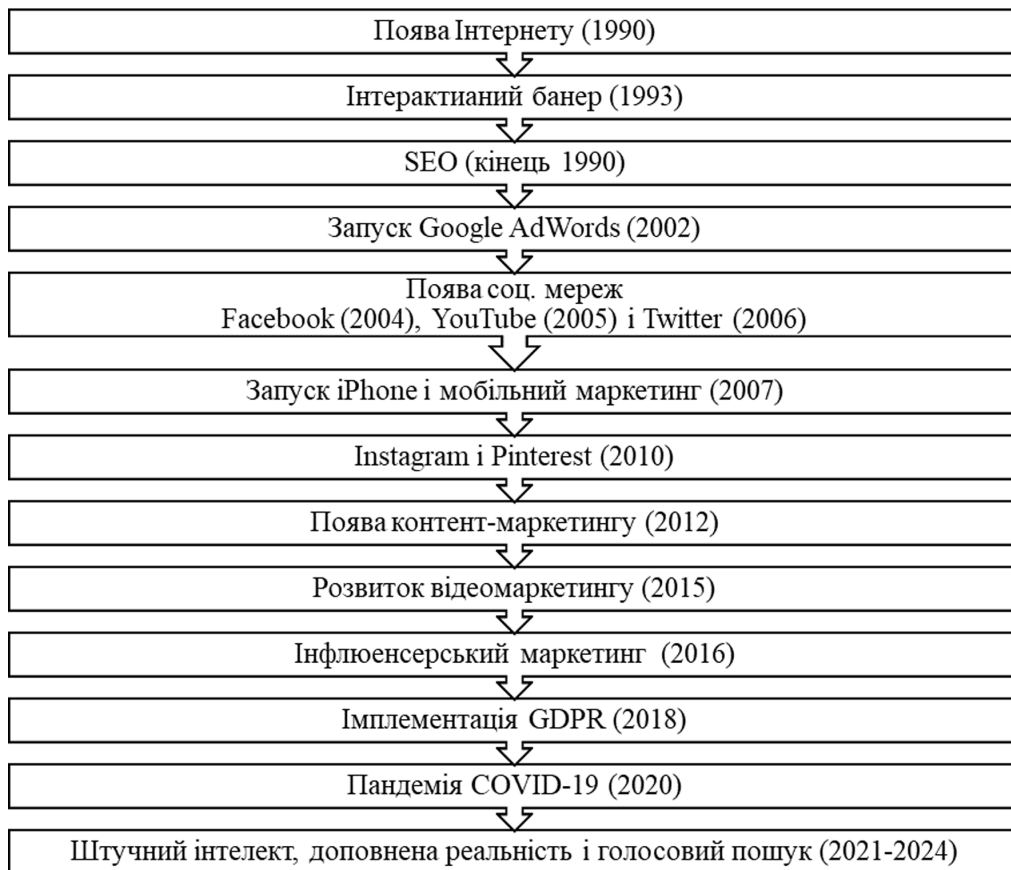 Поява Інтернету (1990)
Інтерактианий банер (1993)
SEO (кінець 1990)
Запуск Google AdWords (2002)
Поява соц. мереж
Facebook (2004), YouTube (2005) і Twitter (2006)
Запуск iPhone і мобільний маркетинг (2007)
Instagram і Pinterest (2010)
Поява контент-маркетингу (2012)
Розвиток відеомаркетингу (2015)
Інфлюенсерський маркетинг (2016)
Імплементація GDPR (2018)
Пандемія COVID-19 (2020)
Штучний інтелект, доповнена реальність і голосовий пошук (2021-2024)